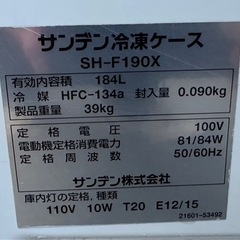 サンデン冷凍ケース
SH-F190X
有効内容積 184L
冷媒 HFC-134a 封入量 0.090kg
製品重量 39kg
定格電圧 100V
電動機定格消費電力 81/84W
定格周波数 50/60Hz
サンデン株式会社
庫内灯の定格,種類
110V 10W T20 E12/15
21601-53492